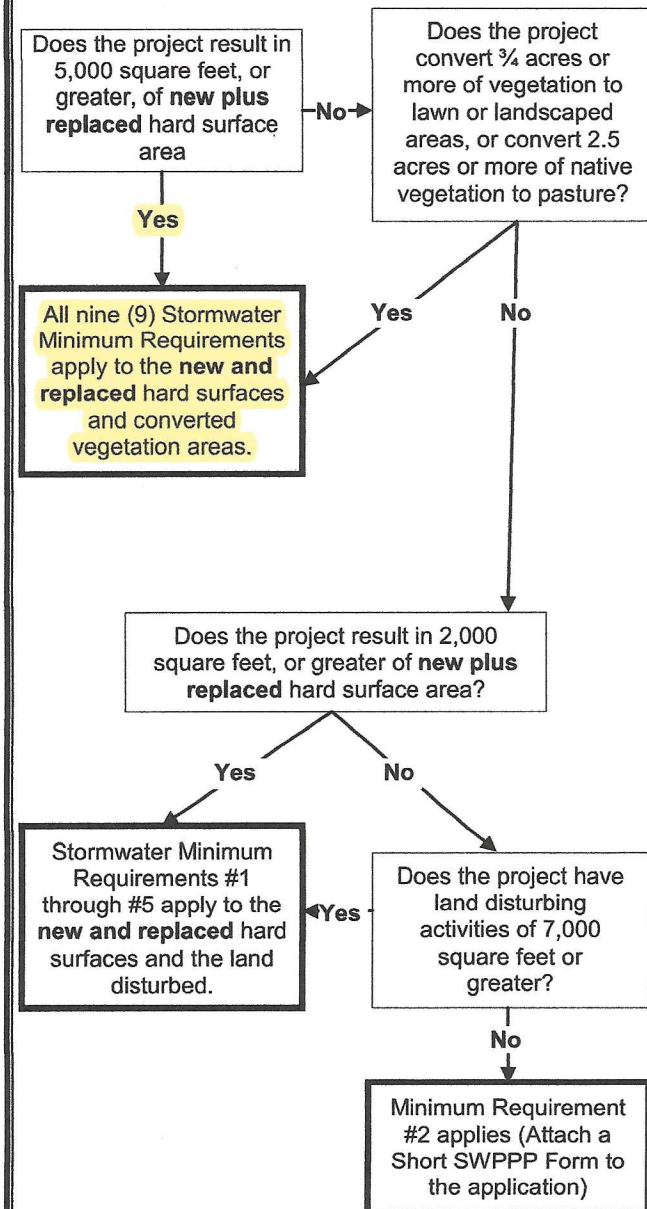 Does the project result in
5,000 square feet, or
greater, of new plus
replaced hard surface
area
No
Does the project
convert ¾ acres or
more of vegetation to
lawn or landscaped
areas, or convert 2.5
acres or more of native
vegetation to pasture?
Yes
All nine (9) Stormwater
Minimum Requirements
apply to the new and
replaced hard surfaces
and converted
vegetation areas.
Yes
No
Does the project result in 2,000
square feet, or greater of new plus
replaced hard surface area?
Yes
No
Stormwater Minimum
Requirements #1
through #5 apply to the
new and replaced hard
surfaces and the land
disturbed.
Yes
Does the project have
land disturbing
activities of 7,000
square feet or
greater?
No
Minimum Requirement
#2 applies (Attach a
Short SWPPP Form to
the application)